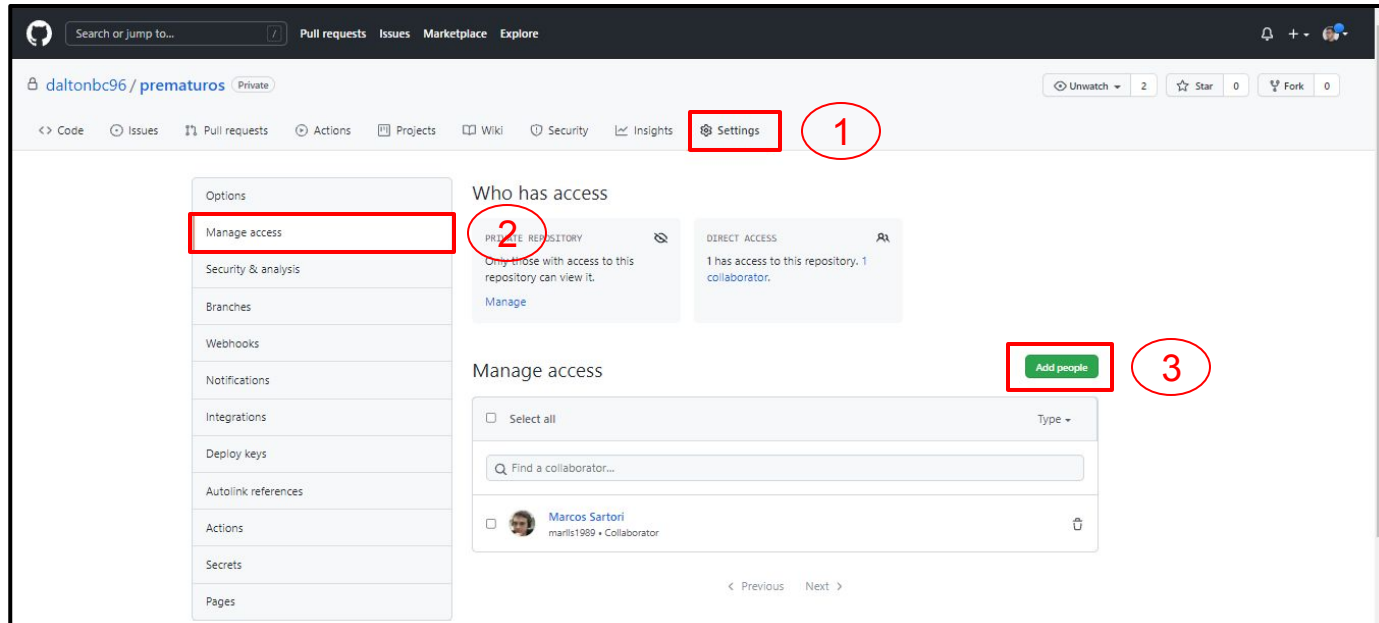 Search or jump to... /
Pull requests Issues Marketplace Explore
daltonbc96 / prematuros Private
Unwatch 2 Star 0 Fork 0
Code Issues Pull requests Actions Projects Wiki Security Insights Settings
1
Options
Manage access
Security & analysis
Branches
Webhooks
Notifications
Integrations
Deploy keys
Autolink references
Actions
Secrets
Pages
2
Who has access
PRIVATE REPOSITORY
Only those with access to this
repository can view it.
Manage
DIRECT ACCESS
1 has access to this repository. 1
collaborator.
Manage access
Add people
3
Select all
Type
Find a collaborator...
Marcos Sartori
marlls1989 • Collaborator
< Previous Next >